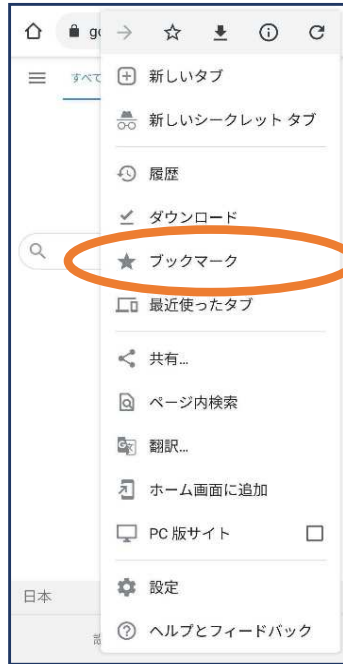 go
すべて
新しいタブ
新しいシークレット タブ
履歴
ダウンロード
ブックマーク
最近使ったタブ
共有...
ページ内検索
翻訳...
ホーム画面に追加
PC 版サイト
日本
設定
ヘルプとフィードバック